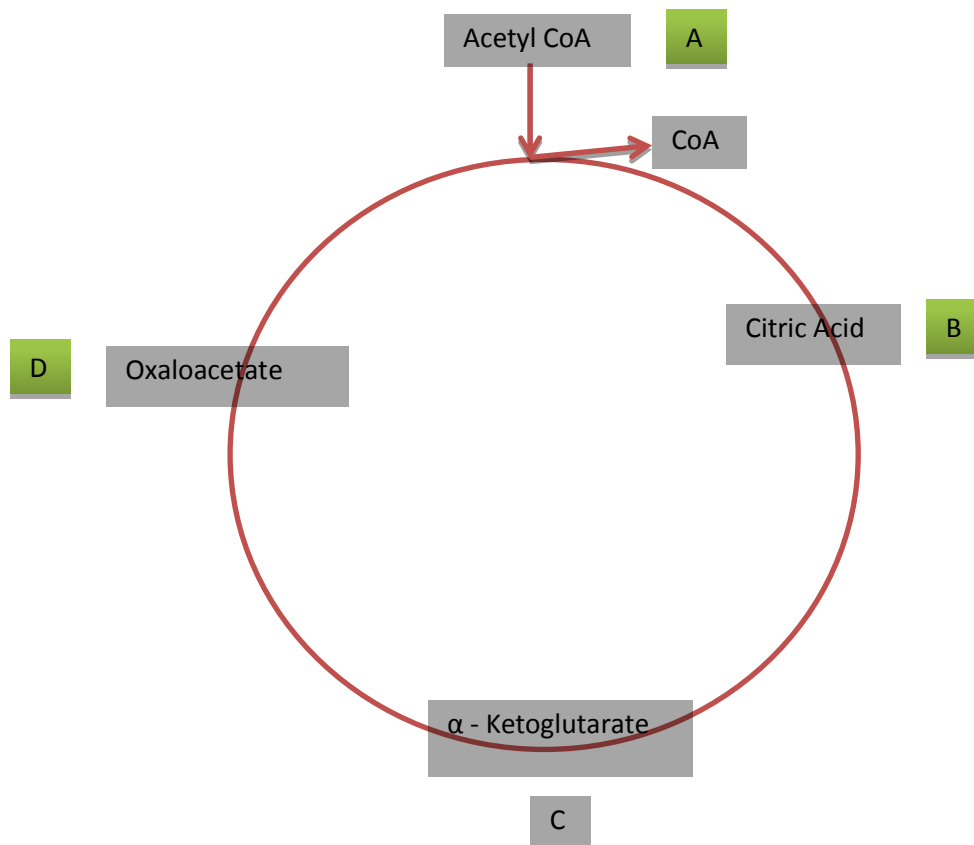 Acetyl CoA
A
CoA
Citric Acid
B
D
Oxaloacetate
α - Ketoglutarate
C